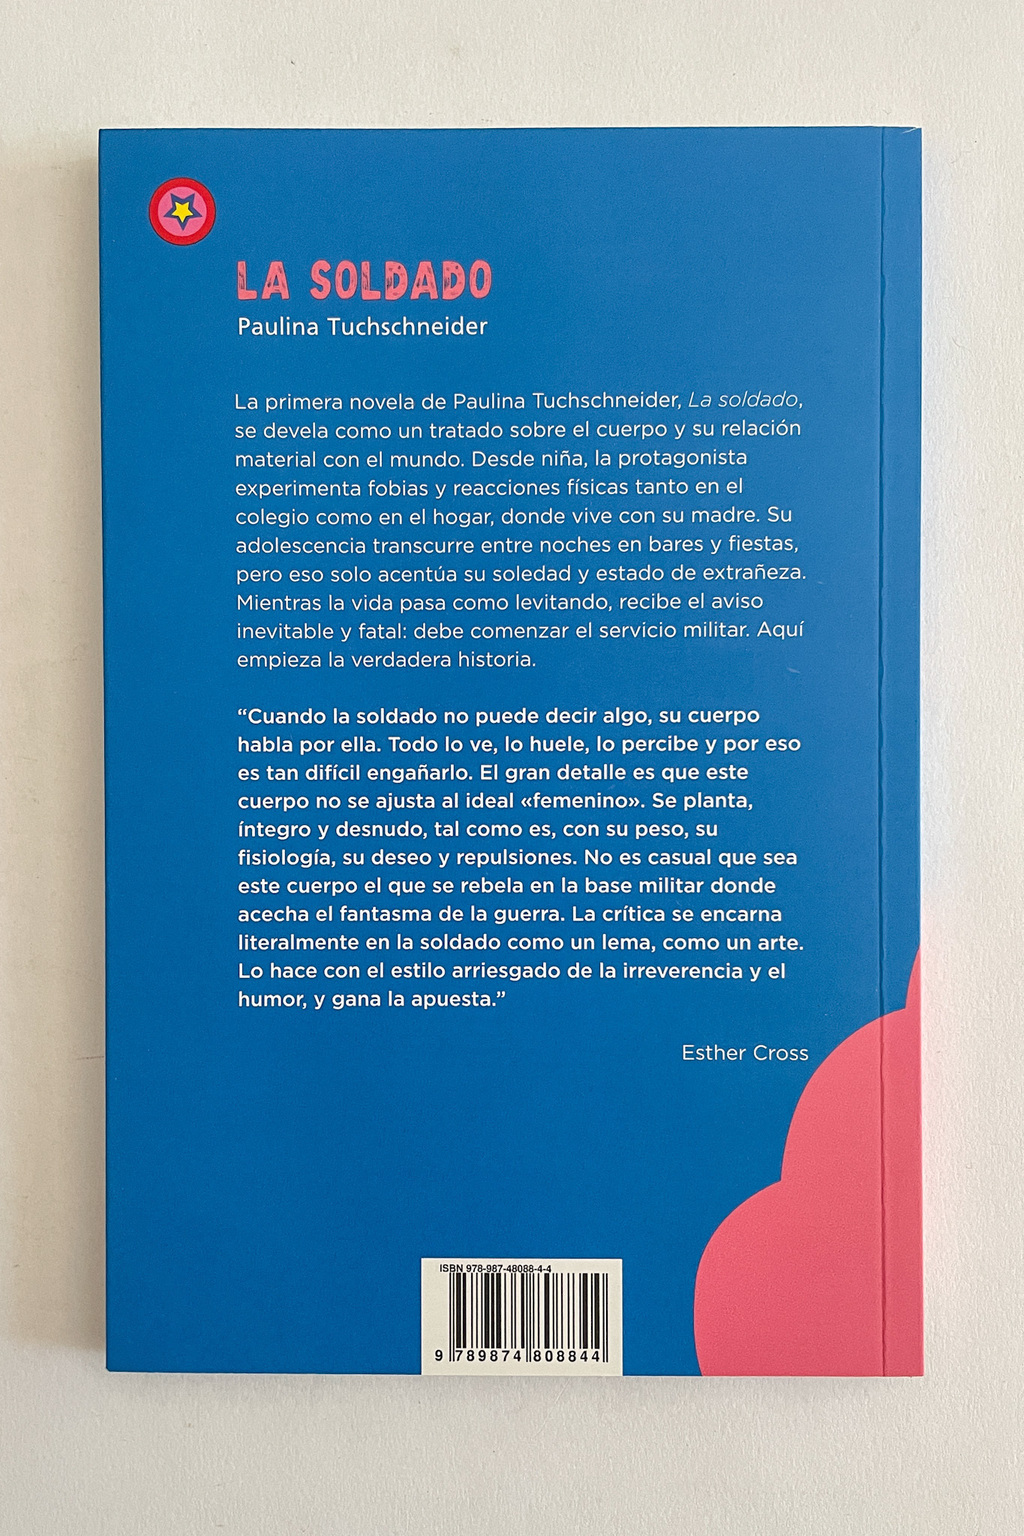 LA SOLDADO
Paulina Tuchschneider
La primera novela de Paulina Tuchschneider, La soldado,
se devela como un tratado sobre el cuerpo y su relación
material con el mundo. Desde niña, la protagonista
experimenta fobias y reacciones físicas tanto en el
colegio como en el hogar, donde vive con su madre. Su
adolescencia transcurre entre noches en bares y fiestas,
pero eso solo acentúa su soledad y estado de extrañeza.
Mientras la vida pasa como levitando, recibe el aviso
inevitable y fatal: debe comenzar el servicio militar. Aquí
empieza la verdadera historia.
“Cuando la soldado no puede decir algo, su cuerpo
habla por ella. Todo lo ve, lo huele, lo percibe y por eso
es tan difícil engañarlo. El gran detalle es que este
cuerpo no se ajusta al ideal «femenino». Se planta,
íntegro y desnudo, tal como es, con su peso, su
fisiología, su deseo y repulsiones. No es casual que sea
este cuerpo el que se rebela en la base militar donde
acecha el fantasma de la guerra. La crítica se encarna
literalmente en la soldado como un lema, como un arte.
Lo hace con el estilo arriesgado de la irreverencia y el
humor, y gana la apuesta.”
Esther Cross
ISBN 978-987-48088-4-4
9 789874 808844